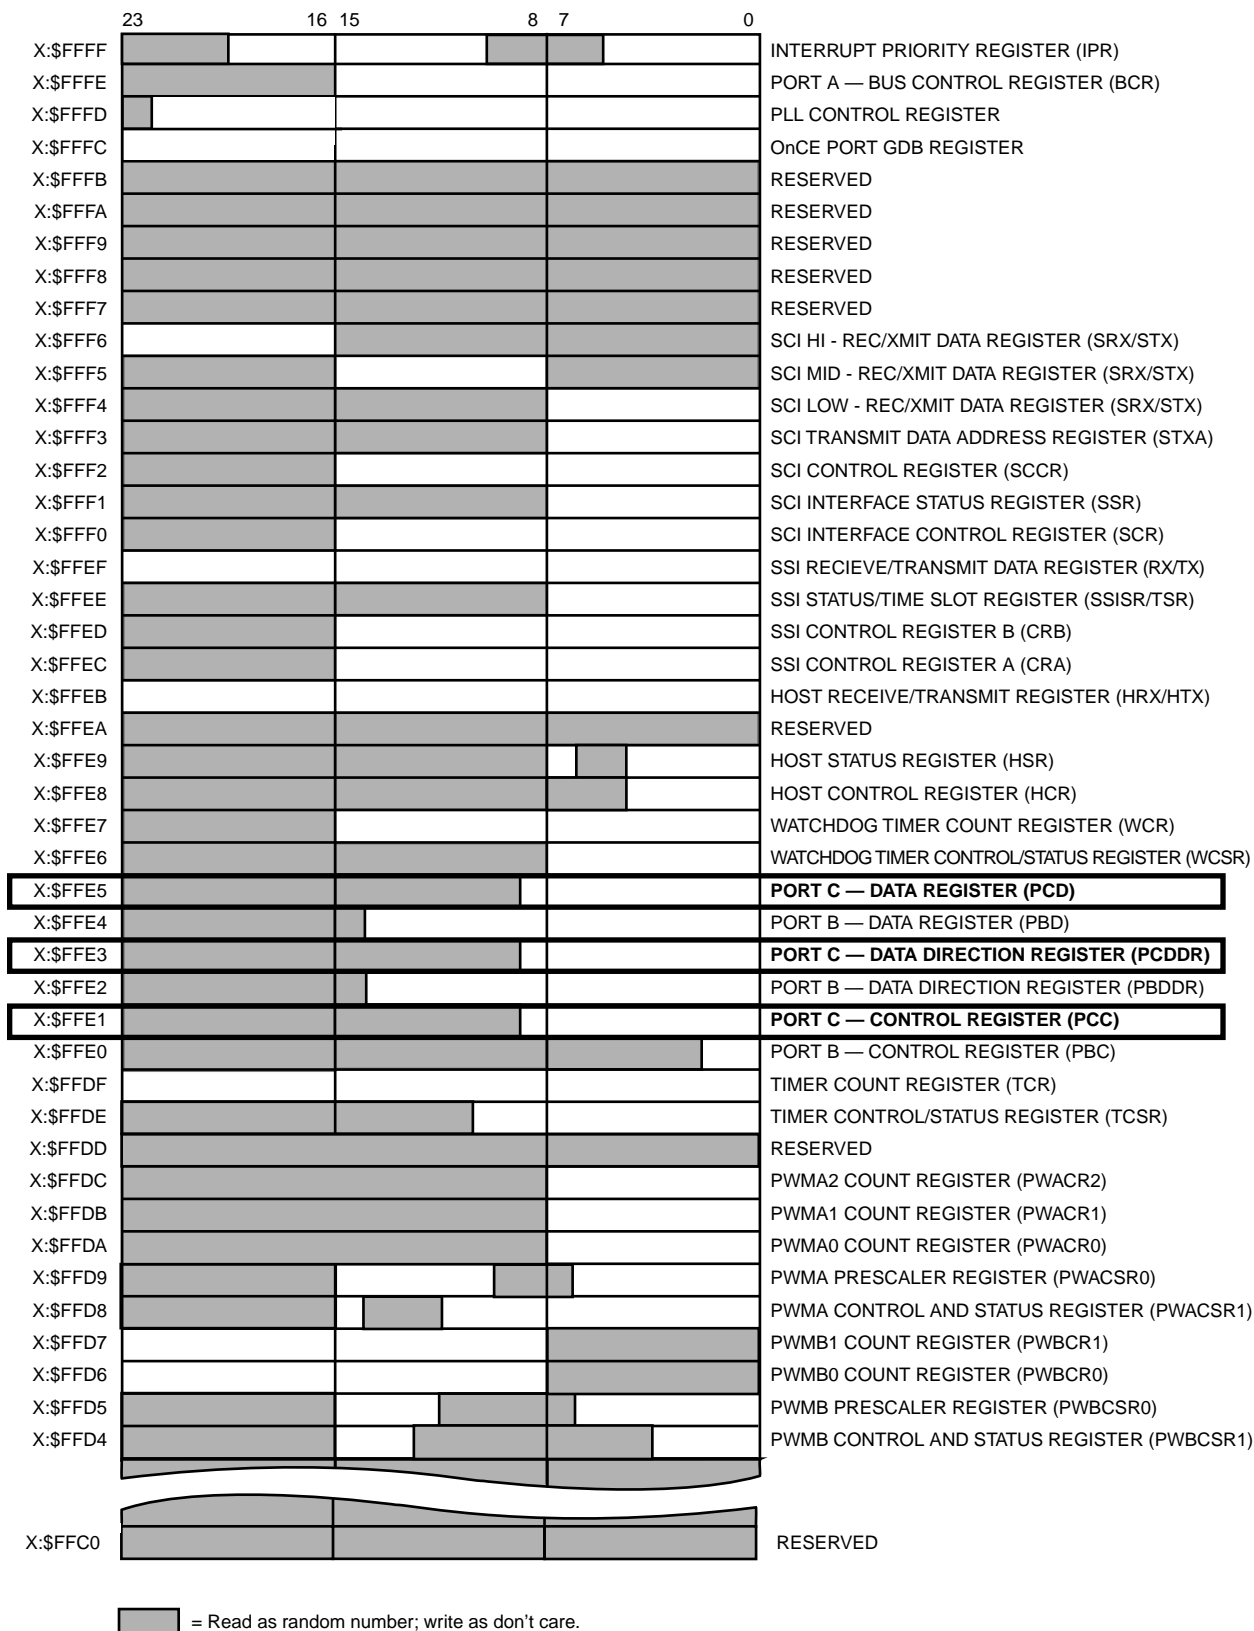 23 16 15 8 7 0
X:$FFFF INTERRUPT PRIORITY REGISTER (IPR)
X:$FFFE PORT A — BUS CONTROL REGISTER (BCR)
X:$FFFD PLL CONTROL REGISTER
X:$FFFC OnCE PORT GDB REGISTER
X:$FFFB RESERVED
X:$FFFA RESERVED
X:$FFF9 RESERVED
X:$FFF8 RESERVED
X:$FFF7 RESERVED
X:$FFF6 SCI HI - REC/XMIT DATA REGISTER (SRX/STX)
X:$FFF5 SCI MID - REC/XMIT DATA REGISTER (SRX/STX)
X:$FFF4 SCI LOW - REC/XMIT DATA REGISTER (SRX/STX)
X:$FFF3 SCI TRANSMIT DATA ADDRESS REGISTER (STXA)
X:$FFF2 SCI CONTROL REGISTER (SCCR)
X:$FFF1 SCI INTERFACE STATUS REGISTER (SSR)
X:$FFF0 SCI INTERFACE CONTROL REGISTER (SCR)
X:$FFEF SSI RECIEVE/TRANSMIT DATA REGISTER (RX/TX)
X:$FFEE SSI STATUS/TIME SLOT REGISTER (SSISR/TSR)
X:$FFED SSI CONTROL REGISTER B (CRB)
X:$FFEC SSI CONTROL REGISTER A (CRA)
X:$FFEB HOST RECEIVE/TRANSMIT REGISTER (HRX/HTX)
X:$FFEA RESERVED
X:$FFE9 HOST STATUS REGISTER (HSR)
X:$FFE8 HOST CONTROL REGISTER (HCR)
X:$FFE7 WATCHDOG TIMER COUNT REGISTER (WCR)
X:$FFE6 WATCHDOG TIMER CONTROL/STATUS REGISTER (WCSR)
X:$FFE5 PORT C — DATA REGISTER (PCD)
X:$FFE4 PORT B — DATA REGISTER (PBD)
X:$FFE3 PORT C — DATA DIRECTION REGISTER (PCDDR)
X:$FFE2 PORT B — DATA DIRECTION REGISTER (PBDDR)
X:$FFE1 PORT C — CONTROL REGISTER (PCC)
X:$FFE0 PORT B — CONTROL REGISTER (PBC)
X:$FFDF TIMER COUNT REGISTER (TCR)
X:$FFDE TIMER CONTROL/STATUS REGISTER (TCSR)
X:$FFDD RESERVED
X:$FFDC PWMA2 COUNT REGISTER (PWACR2)
X:$FFDB PWMA1 COUNT REGISTER (PWACR1)
X:$FFDA PWMA0 COUNT REGISTER (PWACR0)
X:$FFD9 PWMA PRESCALER REGISTER (PWACSR0)
X:$FFD8 PWMA CONTROL AND STATUS REGISTER (PWACSR1)
X:$FFD7 PWMB1 COUNT REGISTER (PWBCR1)
X:$FFD6 PWMB0 COUNT REGISTER (PWBCR0)
X:$FFD5 PWMB PRESCALER REGISTER (PWBCSR0)
X:$FFD4 PWMB CONTROL AND STATUS REGISTER (PWBCSR1)
X:$FFC0 RESERVED
= Read as random number; write as don’t care.